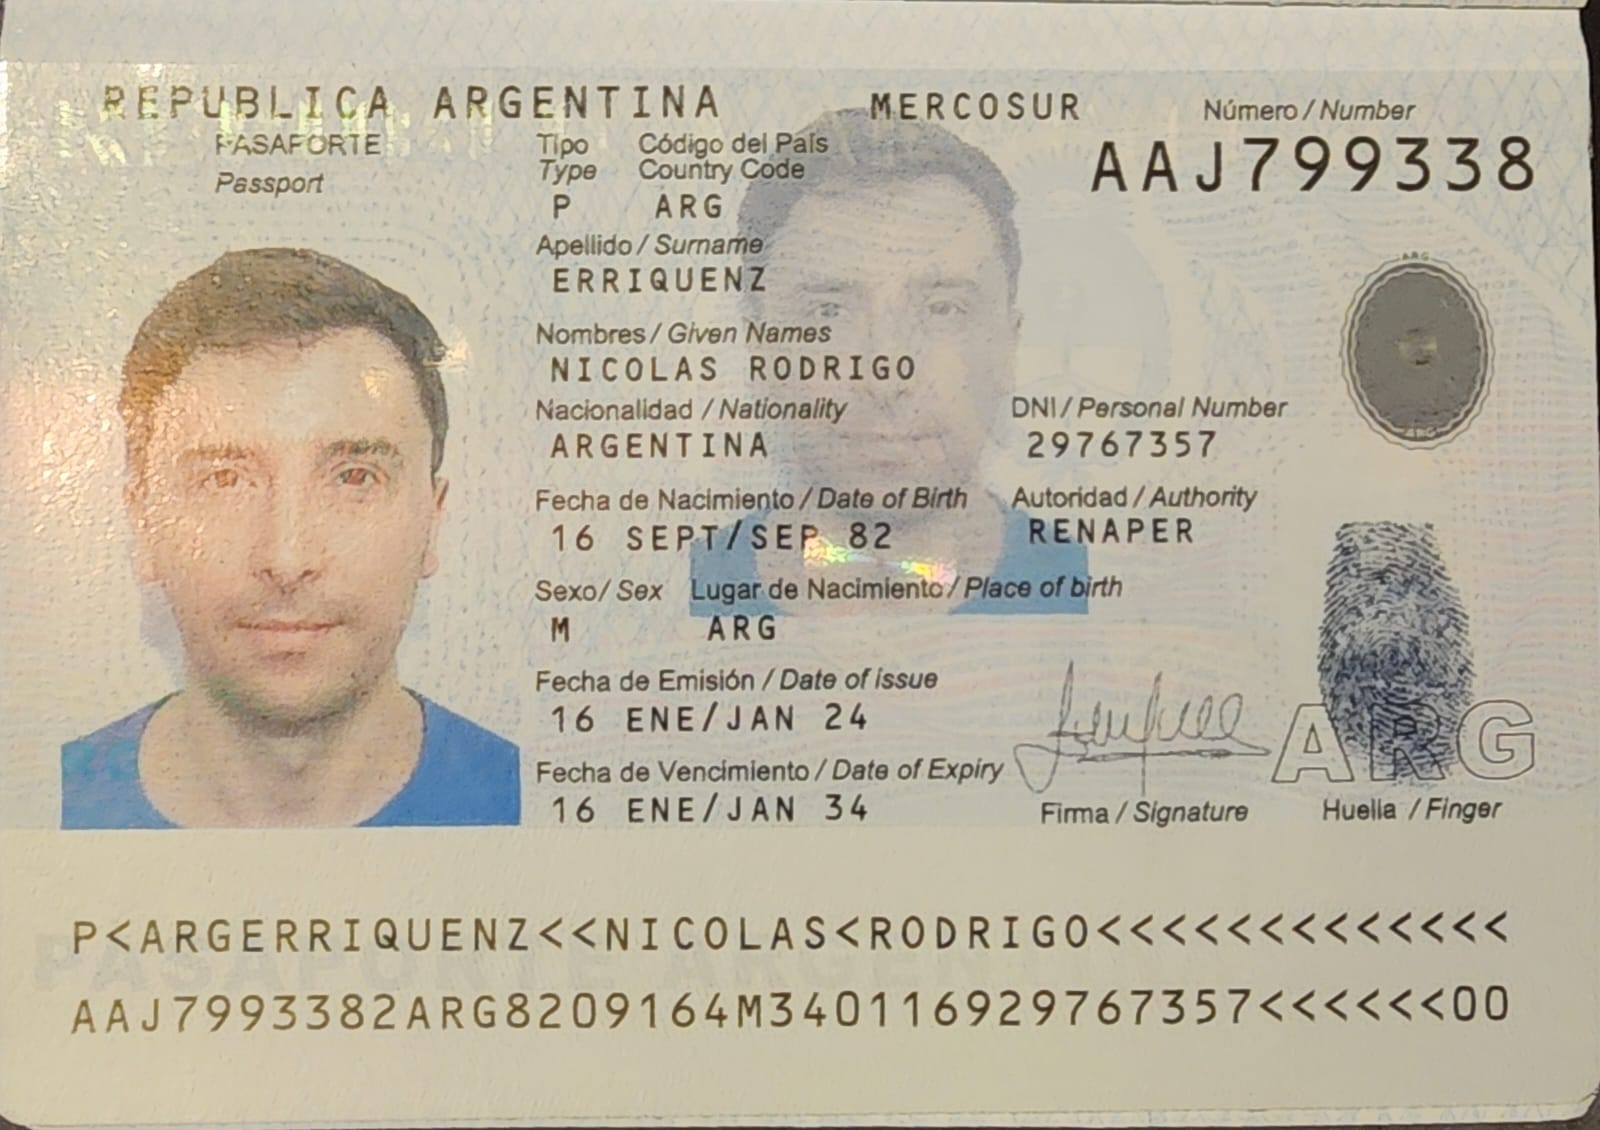 REPUBLICA ARGENTINA MERCOSUR Número / Number
PASAPORTE Tipo Código del País AAJ799338
Passport Type Country Code
P ARG
Apellido / Surname
ERRIQUENZ
Nombres / Given Names
NICOLAS RODRIGO
Nacionalidad / Nationality DNI / Personal Number
ARGENTINA 29767357
Fecha de Nacimiento / Date of Birth Autoridad / Authority
16 SEPT/SEP 82 RENAPER
Sexo / Sex Lugar de Nacimiento / Place of birth
M ARG
Fecha de Emisión / Date of issue
16 ENE/JAN 24
ARG
Fecha de Vencimiento / Date of Expiry
16 ENE/JAN 34 Firma / Signature Huella / Finger
P<ARGERRIQUENZ<<NICOLAS<RODRIGO<<<<<<<<<<<<<
AAJ7993382ARG8209164M340116929767357<<<<<<00